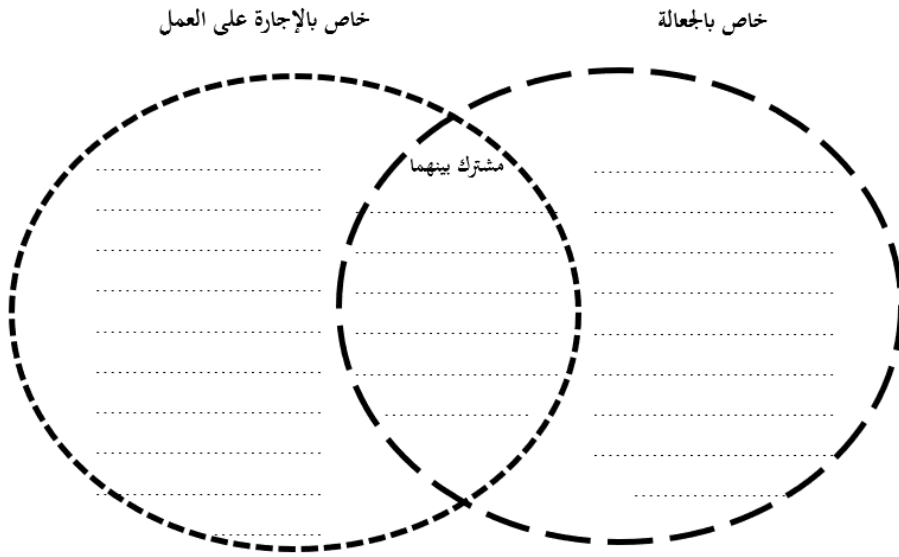 خاص بالجعالة
خاص بالإجارة على العمل
مشترك بينهما